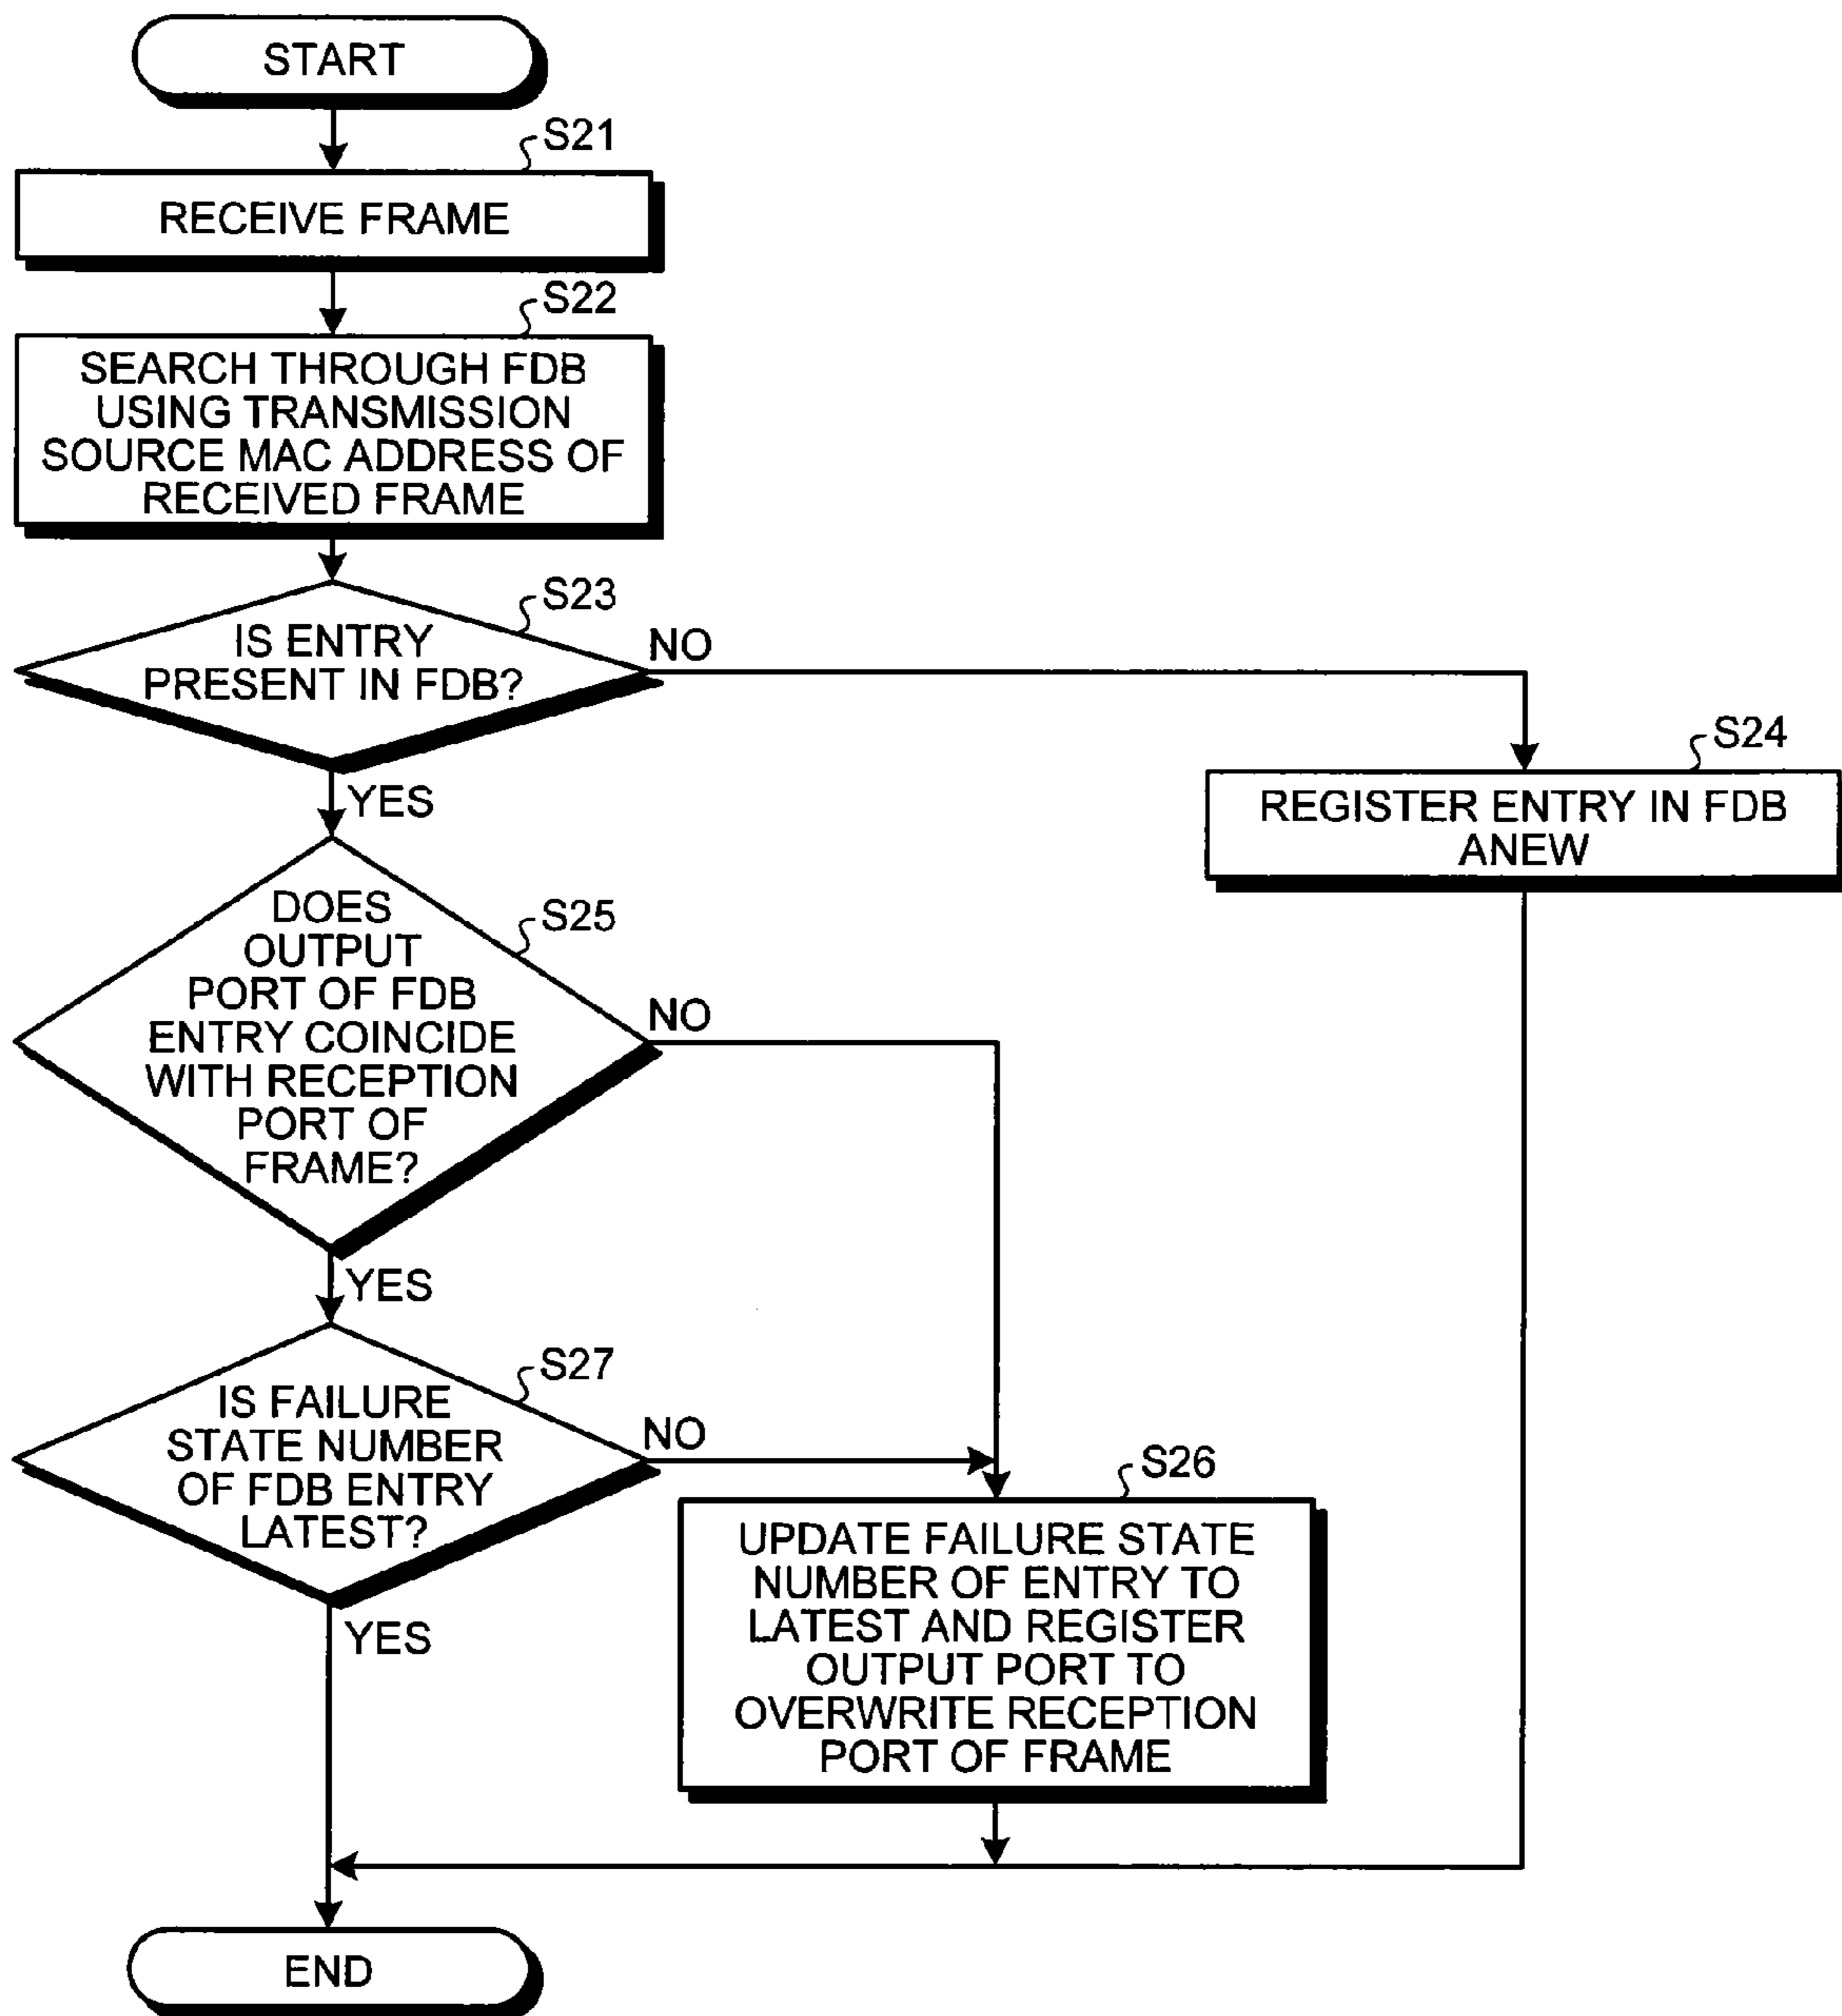 START
S21
RECEIVE FRAME
S22
SEARCH THROUGH FDB
USING TRANSMISSION
SOURCE MAC ADDRESS OF
RECEIVED FRAME
S23
IS ENTRY
PRESENT IN FDB?
NO
YES
S24
REGISTER ENTRY IN FDB
ANEW
S25
DOES
OUTPUT
PORT OF FDB
ENTRY COINCIDE
WITH RECEPTION
PORT OF
FRAME?
NO
YES
S27
IS FAILURE
STATE NUMBER
OF FDB ENTRY
LATEST?
NO
YES
S26
UPDATE FAILURE STATE
NUMBER OF ENTRY TO
LATEST AND REGISTER
OUTPUT PORT TO
OVERWRITE RECEPTION
PORT OF FRAME
END